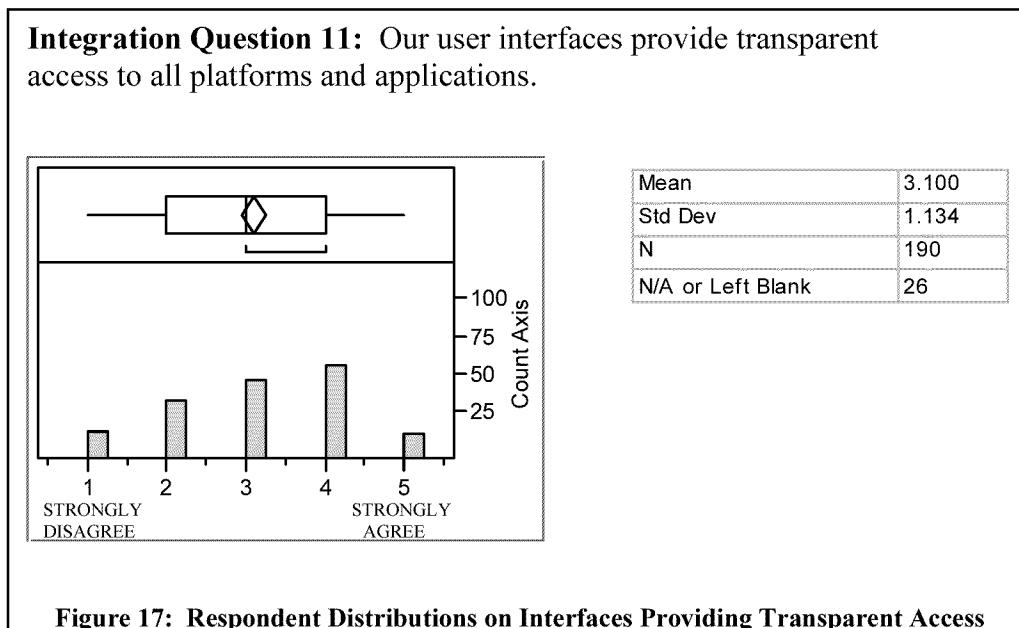 Integration Question 11: Our user interfaces provide transparent
access to all platforms and applications.
Mean 3.100
Std Dev 1.134
N 190
N/A or Left Blank 26
100
75
50
25
Count Axis
1 2 3 4 5
STRONGLY DISAGREE
STRONGLY AGREE
Figure 17: Respondent Distributions on Interfaces Providing Transparent Access